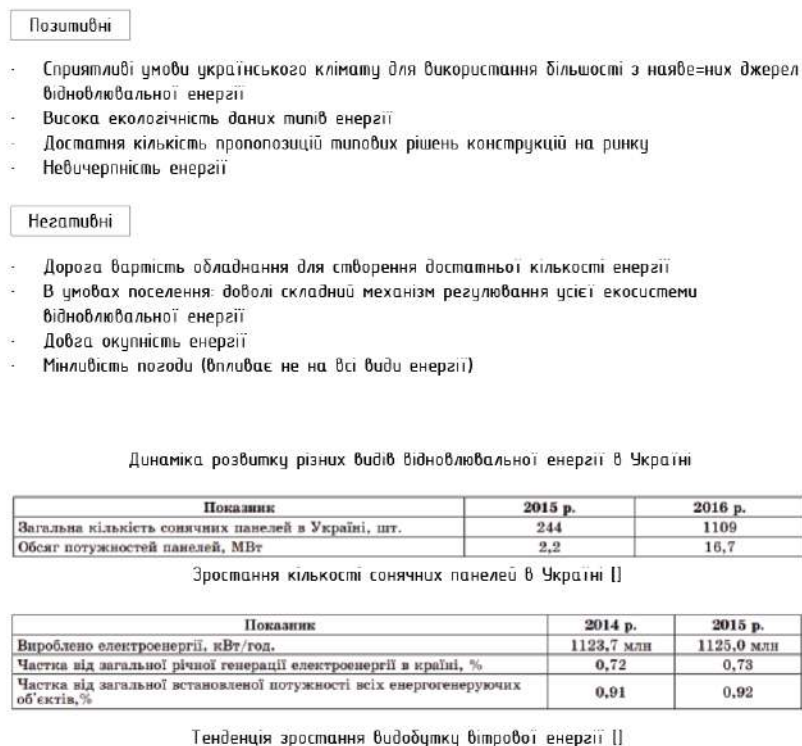 Позитивні
- Сприятливі умови українського клімату для використання більшості з наяве=них джерел
відновлювальної енергії
- Висока екологічність даних типів енергії
- Достатня кількість пропопозицій типових рішень конструкцій на ринку
- Невичерпність енергії
Негативні
- Дорога вартість обладнання для створення достатньої кількості енергії
- В умовах поселення: доволі складний механізм регулювання усієї екосистеми
відновлювальної енергії
- Довга окупність енергії
- Мінливість погоди (впливає не на всі види енергії)
Динаміка розвитку різних видів відновлювальної енергії в Україні
Показник 2015 р. 2016 р.
Загальна кількість сонячних панелей в Україні, шт. 244 1109
Обсяг потужностей панелей, МВт 2,2 16,7
Зростання кількості сонячних панелей в Україні []
Показник 2014 р. 2015 р.
Вироблено електроенергії, кВт/год. 1123,7 млн 1125,0 млн
Частка від загальної річної генерації електроенергії в країні, % 0,72 0,73
Частка від загальної встановленої потужності всіх енергогенеруючих
об'єктів,% 0,91 0,92
Тенденція зростання видобутку вітрової енергії []